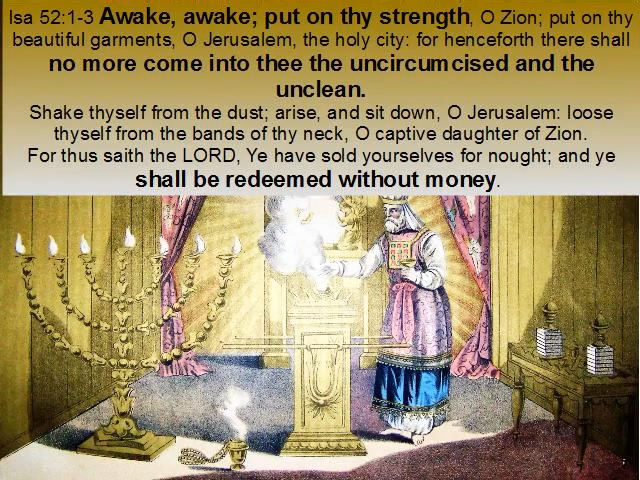 Isa 52:1-3 Awake, awake; put on thy strength, O Zion; put on thy
beautiful garments, O Jerusalem, the holy city: for henceforth there shall
no more come into thee the uncircumcised and the
unclean.
Shake thyself from the dust; arise, and sit down, O Jerusalem: loose
thyself from the bands of thy neck, O captive daughter of Zion.
For thus saith the LORD, Ye have sold yourselves for nought; and ye
shall be redeemed without money.